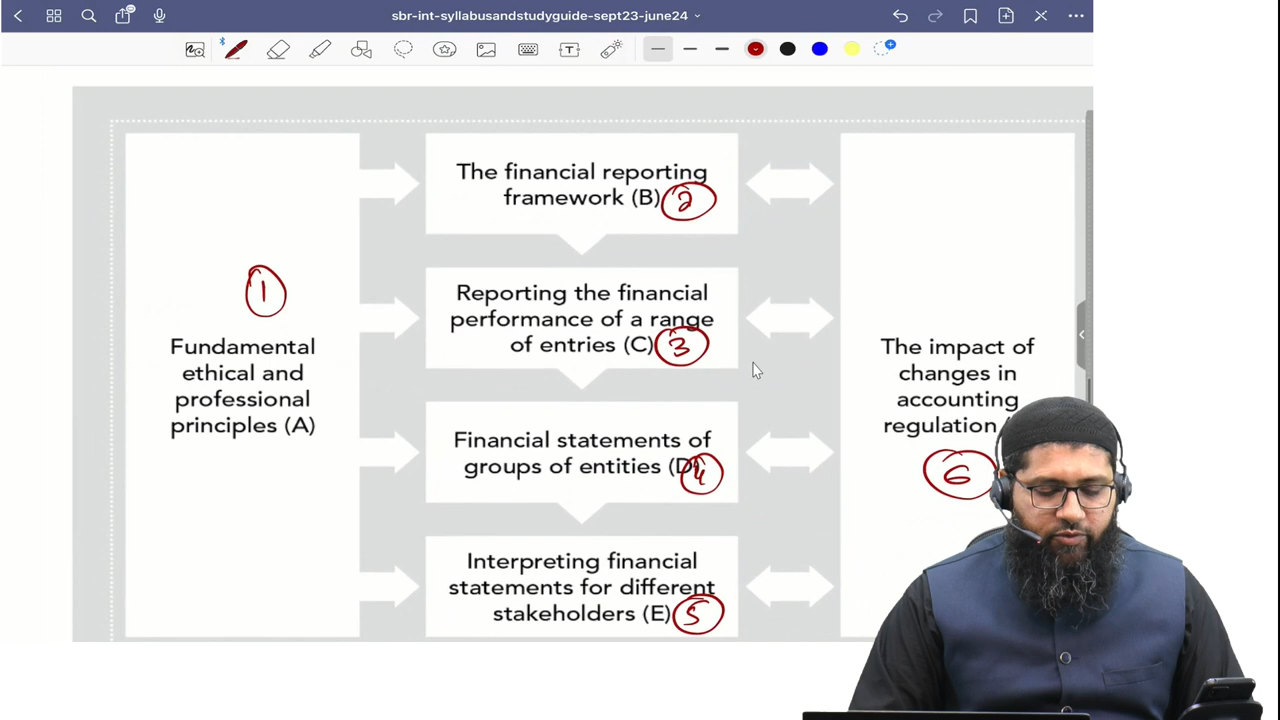 sbr-int-syllabusandstudyguide-sept23-june24
T
The financial reporting
framework (B)
2
1
Reporting the financial
performance of a range
of entries (C)
3
Fundamental
ethical and
professional
principles (A)
The impact of
changes in
accounting
regulation
6
Financial statements of
groups of entities (D)
4
Interpreting financial
statements for different
stakeholders (E)
5